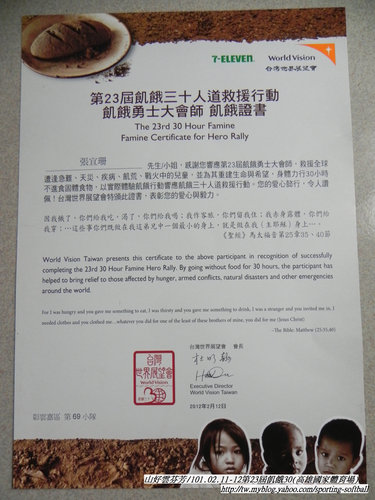 7-ELEVEN
World Vision
台灣世界展望會
第23屆飢餓三十人道救援行動
飢餓勇士大會師 飢餓證書
The 23rd 30 Hour Famine
Famine Certificate for Hero Rally
張宜珊 先生/小姐，感謝您響應第23屆飢餓勇士大會師，救援全球
遭逢急難、天災、疾病、飢荒、戰火中的兒童，並為其重建生命與希望，身體力行30小時
不進食固體食物，以實際體驗飢餓行動響應飢餓三十人道救援行動。您的愛心發行，令人讚
佩！台灣世界展望會特頒此證書，表彰您的愛心與毅力。
因我餓了，你們給我吃，渴了，你們給我喝；我作客旅，你們留我住；我赤身露體，你們給
我穿；…這些事你們既做在我這弟兄中一個最小的身上，就是做在我（主耶穌）身上…。
《聖經》馬太福音第25章35、40節
World Vision Taiwan presents this certificate to the above participant in recognition of successfully
completing the 23rd 30 Hour Famine Hero Rally. By going without food for 30 hours, the participant has
helped to bring relief to those affected by hunger, armed conflicts, natural disasters and other emergencies
around the world.
For I was hungry and you gave me something to eat, I was thirsty and you gave me something to drink, I was a stranger and you invited me in, I
needed clothes and you clothed me…whatever you did for one of the least of these brothers of mine, you did for me (Jesus Christ)
-The Bible: Matthew (25:35,40)
台灣世界展望會 會長
Executive Director
World Vision Taiwan
2012年2月12日
台灣
世界展望會
World Vision Taiwan
彰雲嘉區 第 69 小隊
山好雲芬芳/101.02.11-12第23屆飢餓30(高雄國家體育場)
http://tw.myblog.yahoo.com/sporting-softball